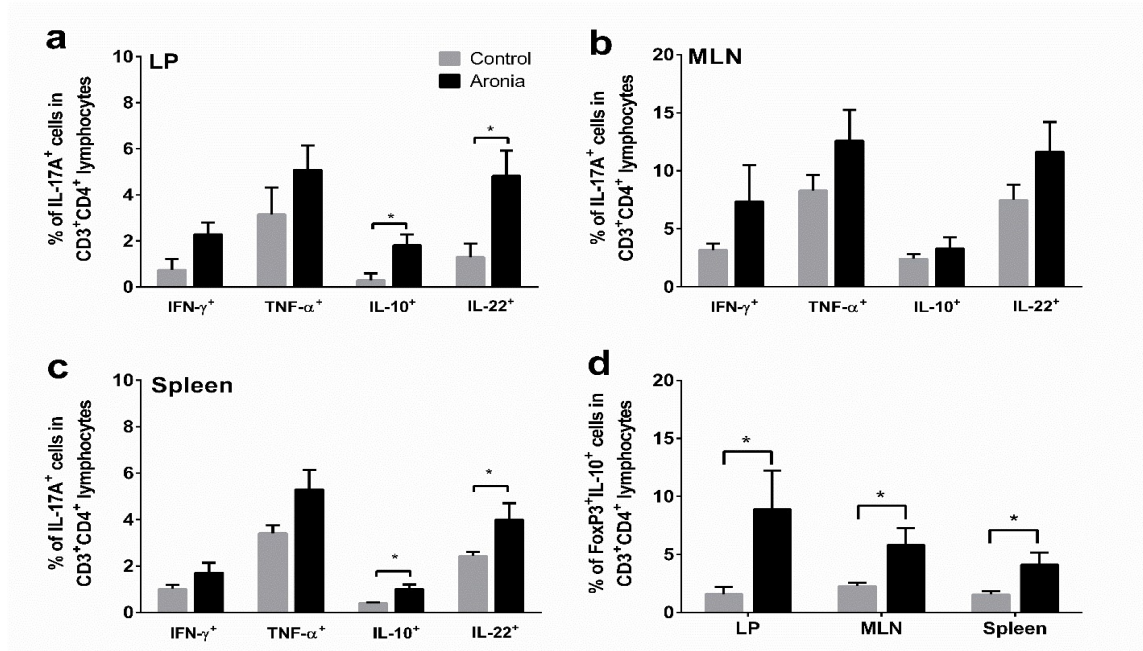 a
LP
Control
Aronia
% of IL-17A⁺ cells in
CD3⁺CD4⁺ lymphocytes
10
8
6
4
2
0
*
*
IFN-γ⁺ TNF-α⁺ IL-10⁺ IL-22⁺
b
MLN
% of IL-17A⁺ cells in
CD3⁺CD4⁺ lymphocytes
20
15
10
5
0
IFN-γ⁺ TNF-α⁺ IL-10⁺ IL-22⁺
c
Spleen
% of IL-17A⁺ cells in
CD3⁺CD4⁺ lymphocytes
10
8
6
4
2
0
*
*
IFN-γ⁺ TNF-α⁺ IL-10⁺ IL-22⁺
d
% of FoxP3⁺IL-10⁺ cells in
CD3⁺CD4⁺ lymphocytes
20
15
10
5
0
*
*
*
LP MLN Spleen